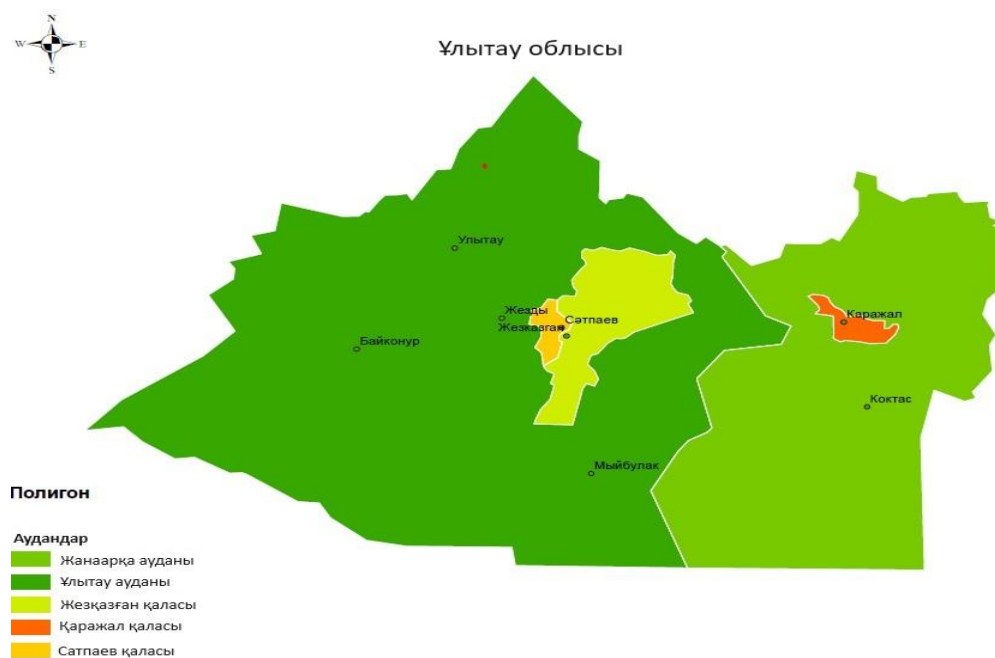 N
W E
S
Ұлытау облысы
Улытау
Жезды
Жезказган
Сәтпаев
Байконур
Каражал
Коктас
Мыйбулак
Полигон
Аудандар
Жанаарқа ауданы
Ұлытау ауданы
Жезқазған қаласы
Қаражал қаласы
Сатпаев қаласы